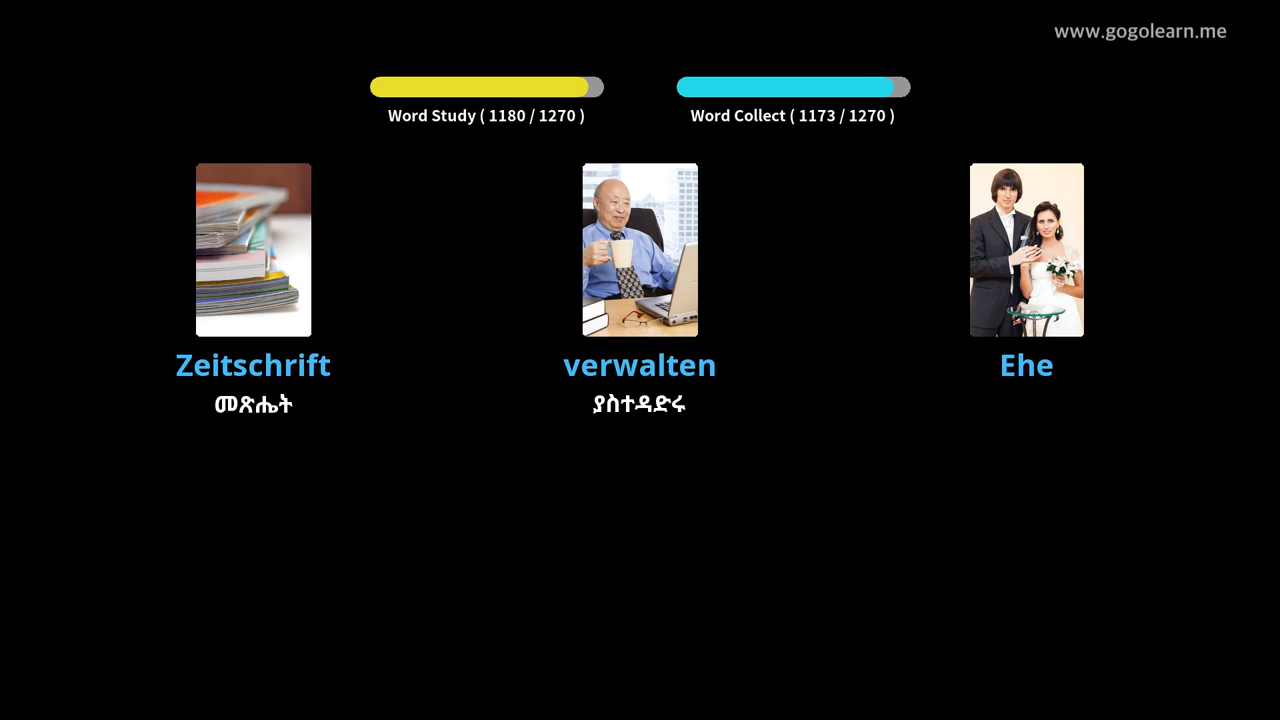 www.gogolearn.me
Word Study ( 1180 / 1270 )
Word Collect ( 1173 / 1270 )
Zeitschrift
መጽሔት
verwalten
ያስተዳድሩ
Ehe